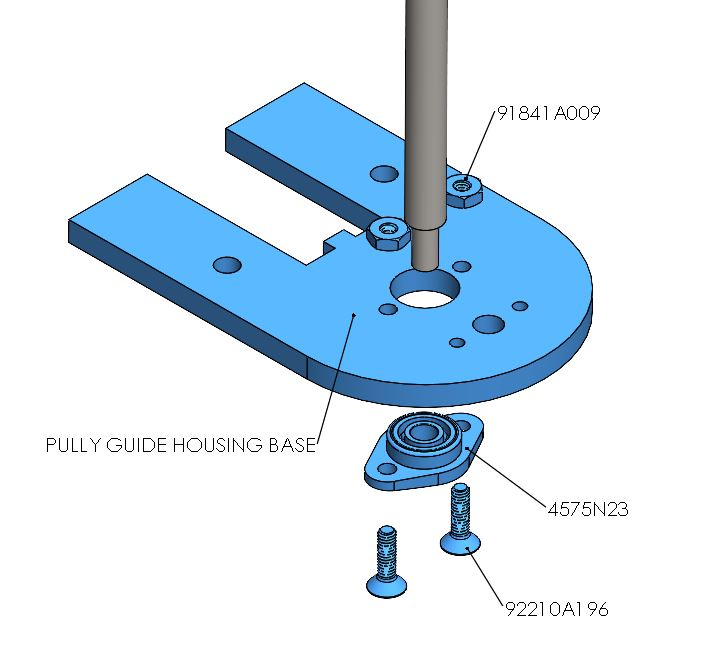 91841A009
PULLY GUIDE HOUSING BASE
4575N23
92210A196